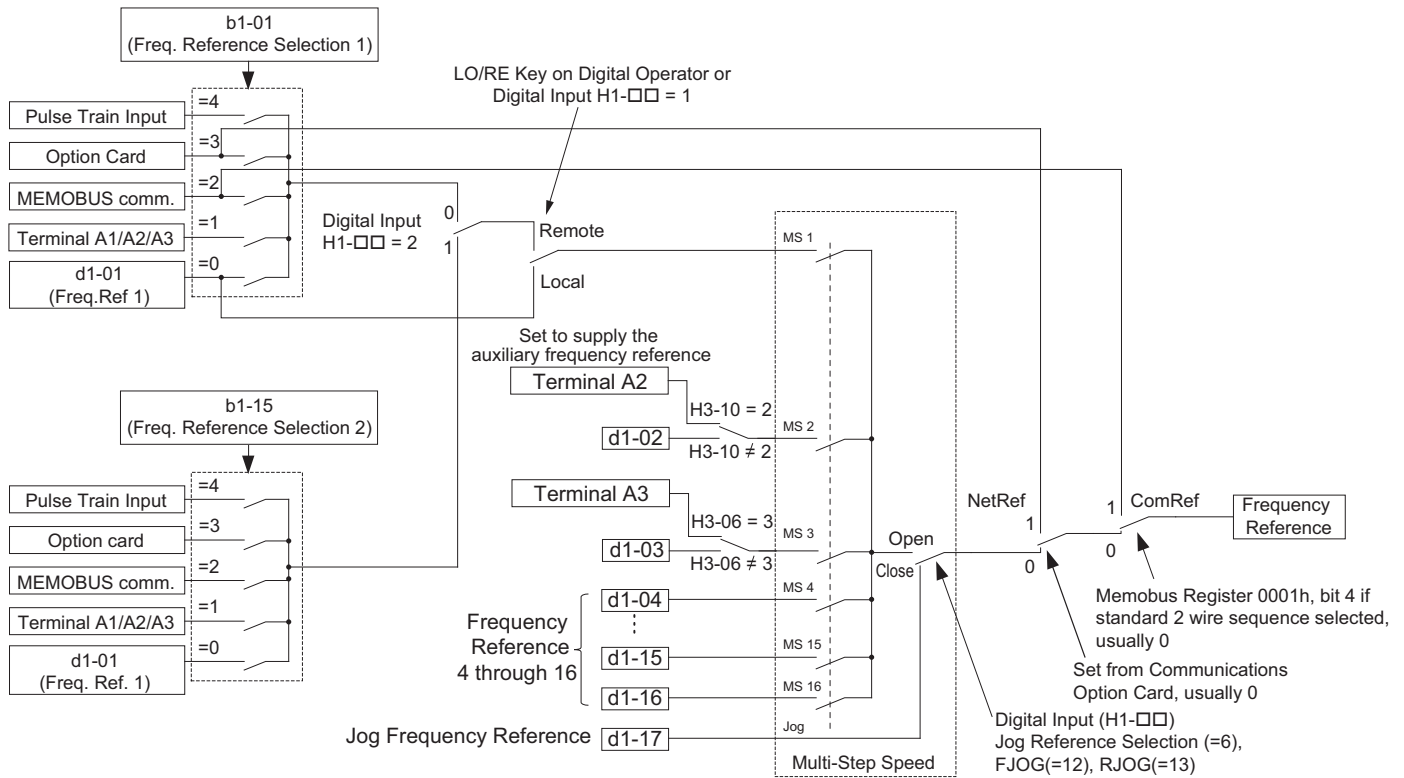 b1-01
(Freq. Reference Selection 1)
=4
Pulse Train Input
=3
Option Card
=2
MEMOBUS comm.
=1
Terminal A1/A2/A3
=0
d1-01
(Freq.Ref 1)
LO/RE Key on Digital Operator or
Digital Input H1-□□ = 1
Digital Input
H1-□□ = 2
0
1
Remote
Local
b1-15
(Freq. Reference Selection 2)
=4
Pulse Train Input
=3
Option card
=2
MEMOBUS comm.
=1
Terminal A1/A2/A3
=0
d1-01
(Freq. Ref. 1)
Set to supply the
auxiliary frequency reference
Terminal A2
H3-10 = 2
d1-02
H3-10 ≠ 2
Terminal A3
H3-06 = 3
d1-03
H3-06 ≠ 3
Frequency
Reference
4 through 16
d1-04
d1-15
d1-16
Jog Frequency Reference
d1-17
MS 1
MS 2
MS 3
MS 4
MS 15
MS 16
Jog
Multi-Step Speed
Open
Close
NetRef
1
0
ComRef
1
0
Frequency
Reference
Memobus Register 0001h, bit 4 if
standard 2 wire sequence selected,
usually 0
Set from Communications
Option Card, usually 0
Digital Input (H1-□□)
Jog Reference Selection (=6),
FJOG(=12), RJOG(=13)